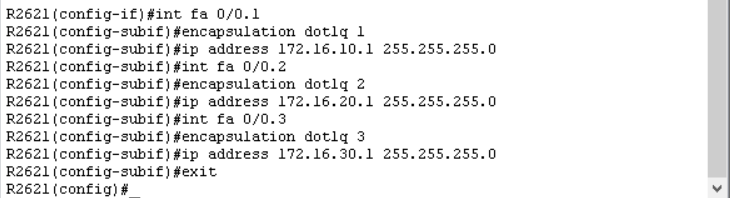 R2621(config-if)#int fa 0/0.1
R2621(config-subif)#encapsulation dot1q 1
R2621(config-subif)#ip address 172.16.10.1 255.255.255.0
R2621(config-subif)#int fa 0/0.2
R2621(config-subif)#encapsulation dot1q 2
R2621(config-subif)#ip address 172.16.20.1 255.255.255.0
R2621(config-subif)#int fa 0/0.3
R2621(config-subif)#encapsulation dot1q 3
R2621(config-subif)#ip address 172.16.30.1 255.255.255.0
R2621(config-subif)#exit
R2621(config)#_